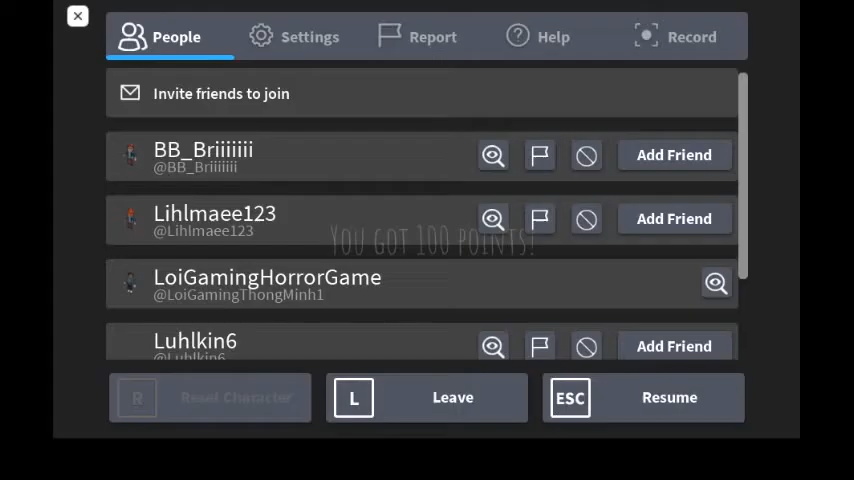 People Settings Report Help Record
Invite friends to join
BB_Briiiiiii
@BB_Briiiiiii
Add Friend
Lihlmaee123
@Lihlmaee123
Add Friend
You got 100 points!
LoiGamingHorrorGame
@LoiGamingThongMinh1
Luhlkin6
@Luhlkin6
Add Friend
R Reset Character L Leave ESC Resume